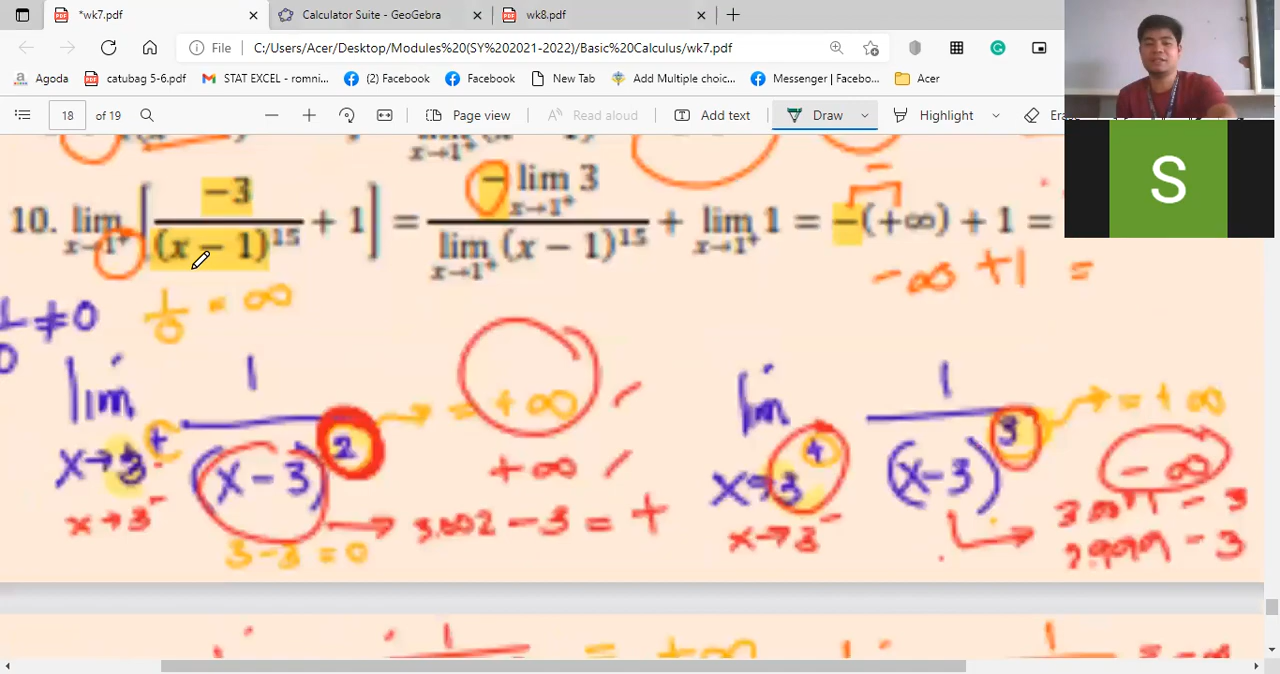 *wk7.pdf
Calculator Suite - GeoGebra
wk8.pdf
File C:/Users/Acer/Desktop/Modules%20SY%202021-2022)/Basic%20Calculus/wk7.pdf
Agoda
catubag 5-6.pdf
STAT EXCEL - romni...
(2) Facebook
Facebook
New Tab
Add Multiple choic...
Messenger | Facebo...
Acer
18 of 19
Page view
Read aloud
Add text
Draw
Highlight
S
10. lim x→1⁺ [ -3 / (x − 1)¹⁵ + 1 ] = − lim x→1⁺ 3 / lim x→1⁺ (x − 1)¹⁵ + lim x→1⁺ 1 = −(+∞) + 1 =
-∞ +1 =
≠0
1/0 = ∞
lim x→3⁺ 1 / (x-3)² = +∞
+∞
x→3⁻
3-3=0
3.002 - 3 = +
lim x→3⁺ 1 / (x-3)³ = +∞
-∞
x→3⁻
2.9999 - 3